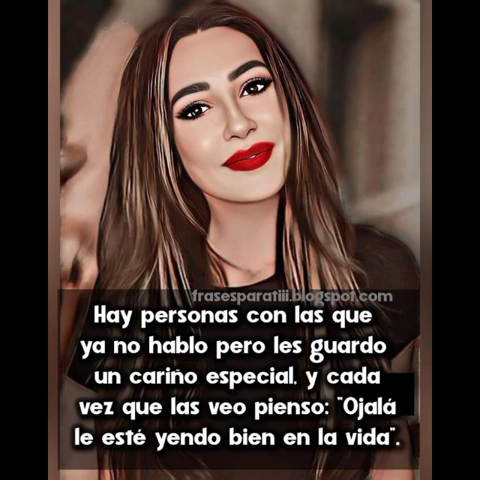 frasesparatiii.blogspot.com
Hay personas con las que
ya no hablo pero les guardo
un cariño especial, y cada
vez que las veo pienso: "Ojalá
le esté yendo bien en la vida".